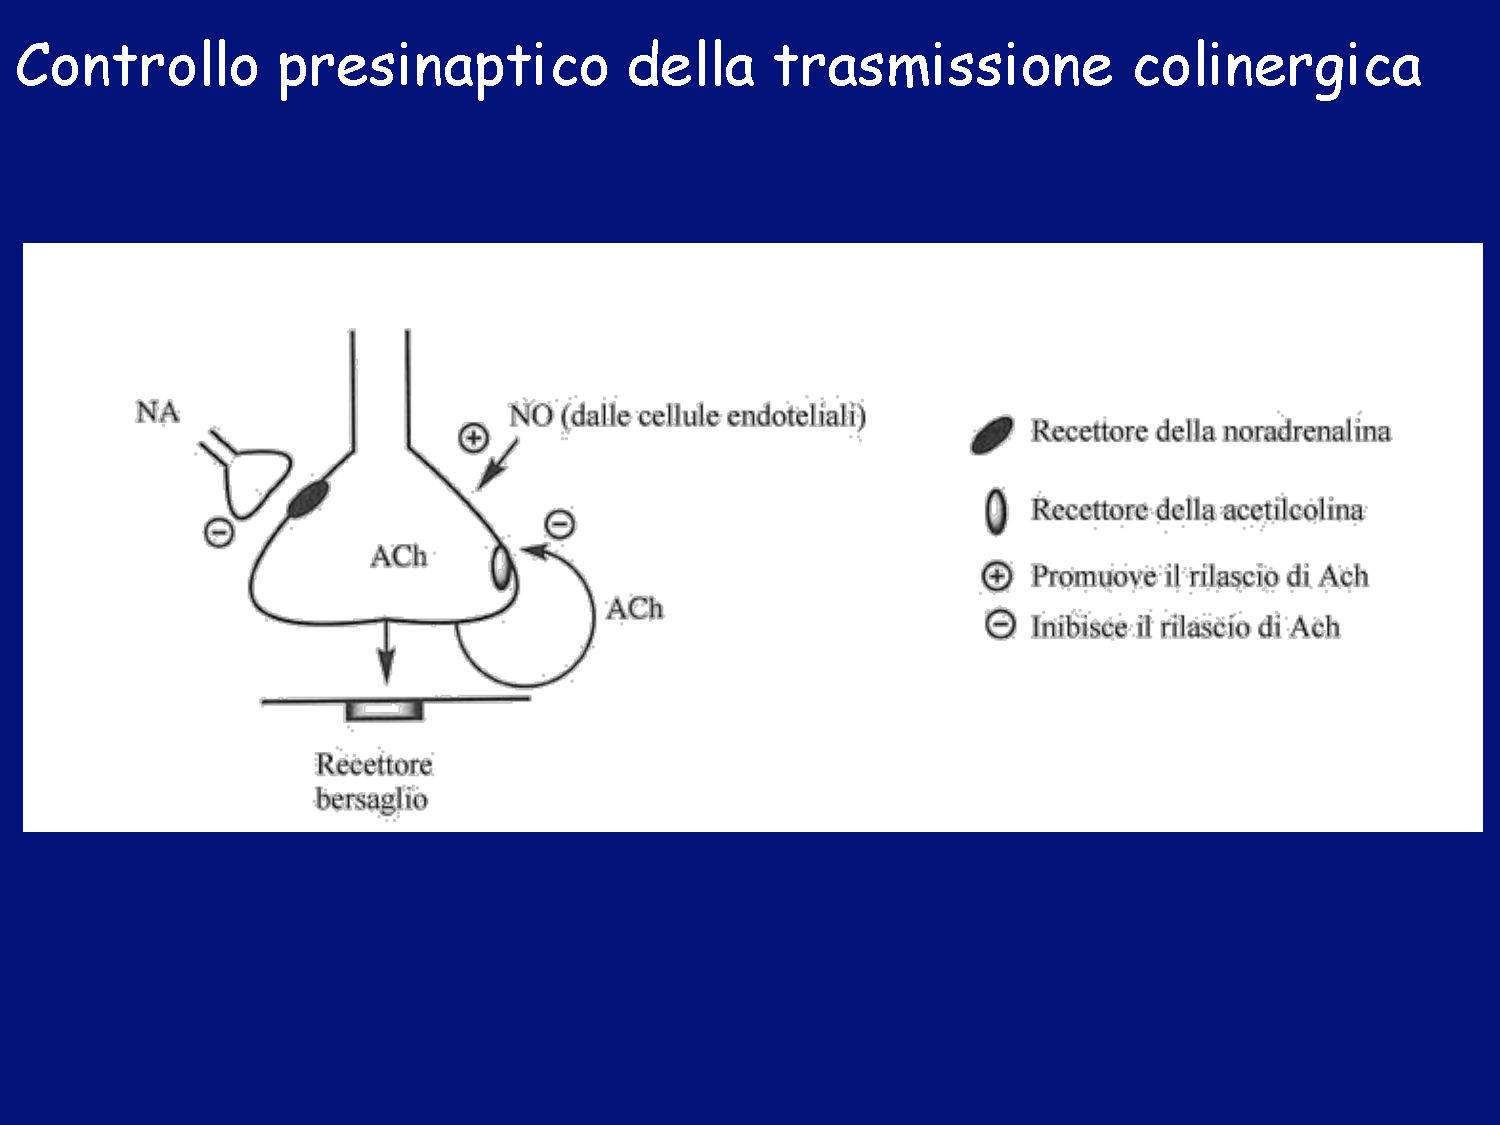 Controllo presinaptico della trasmissione colinergica
NA
NO (dalle cellule endoteliali)
ACh
ACh
Recettore
bersaglio
Recettore della noradrenalina
Recettore della acetilcolina
Promuove il rilascio di Ach
Inibisce il rilascio di Ach